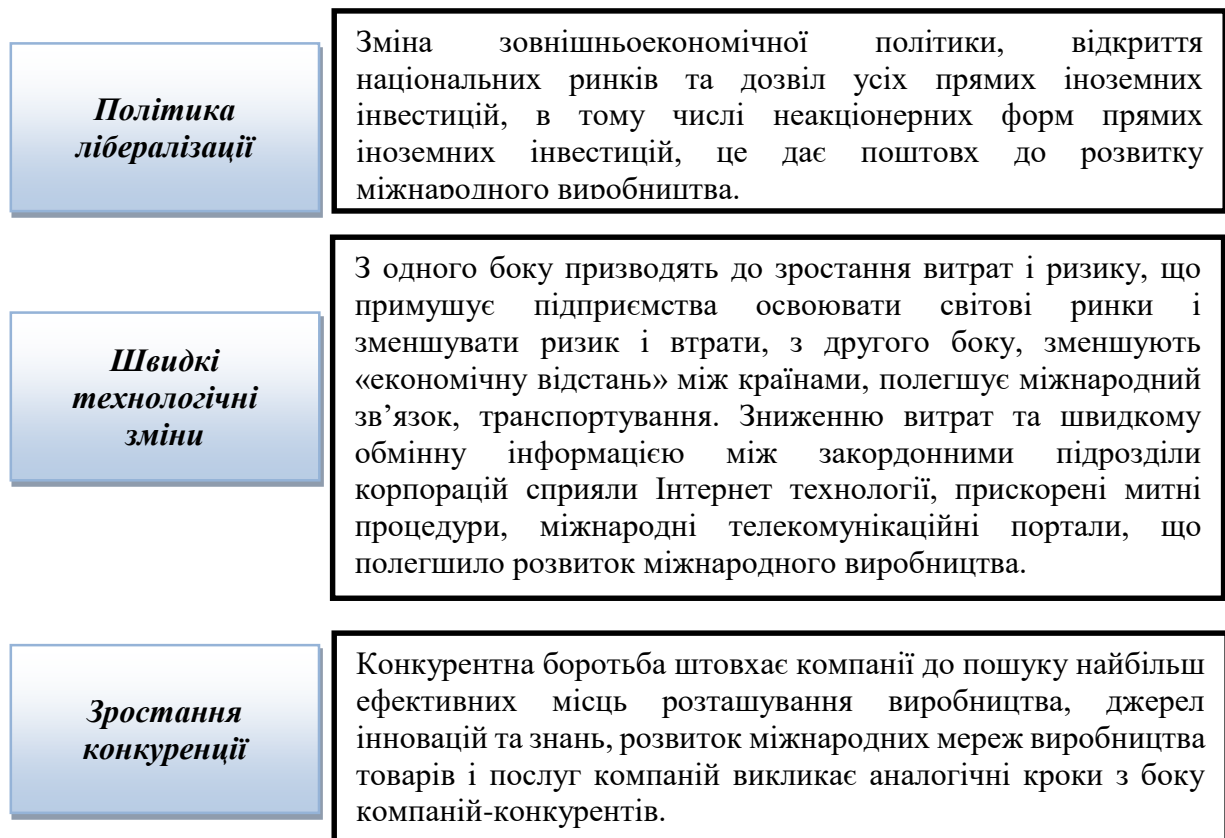 Політика
лібералізації
Зміна зовнішньоекономічної політики, відкриття
національних ринків та дозвіл усіх прямих іноземних
інвестицій, в тому числі неакціонерних форм прямих
іноземних інвестицій, це дає поштовх до розвитку
міжнародного виробництва.
Швидкі
технологічні
зміни
З одного боку призводять до зростання витрат і ризику, що
примушує підприємства освоювати світові ринки і
зменшувати ризик і втрати, з другого боку, зменшують
«економічну відстань» між країнами, полегшує міжнародний
зв’язок, транспортування. Зниженню витрат та швидкому
обмінну інформацією між закордонними підрозділи
корпорацій сприяли Інтернет технології, прискорені митні
процедури, міжнародні телекомунікаційні портали, що
полегшило розвиток міжнародного виробництва.
Зростання
конкуренції
Конкурентна боротьба штовхає компанії до пошуку найбільш
ефективних місць розташування виробництва, джерел
інновацій та знань, розвиток міжнародних мереж виробництва
товарів і послуг компаній викликає аналогічні кроки з боку
компаній-конкурентів.